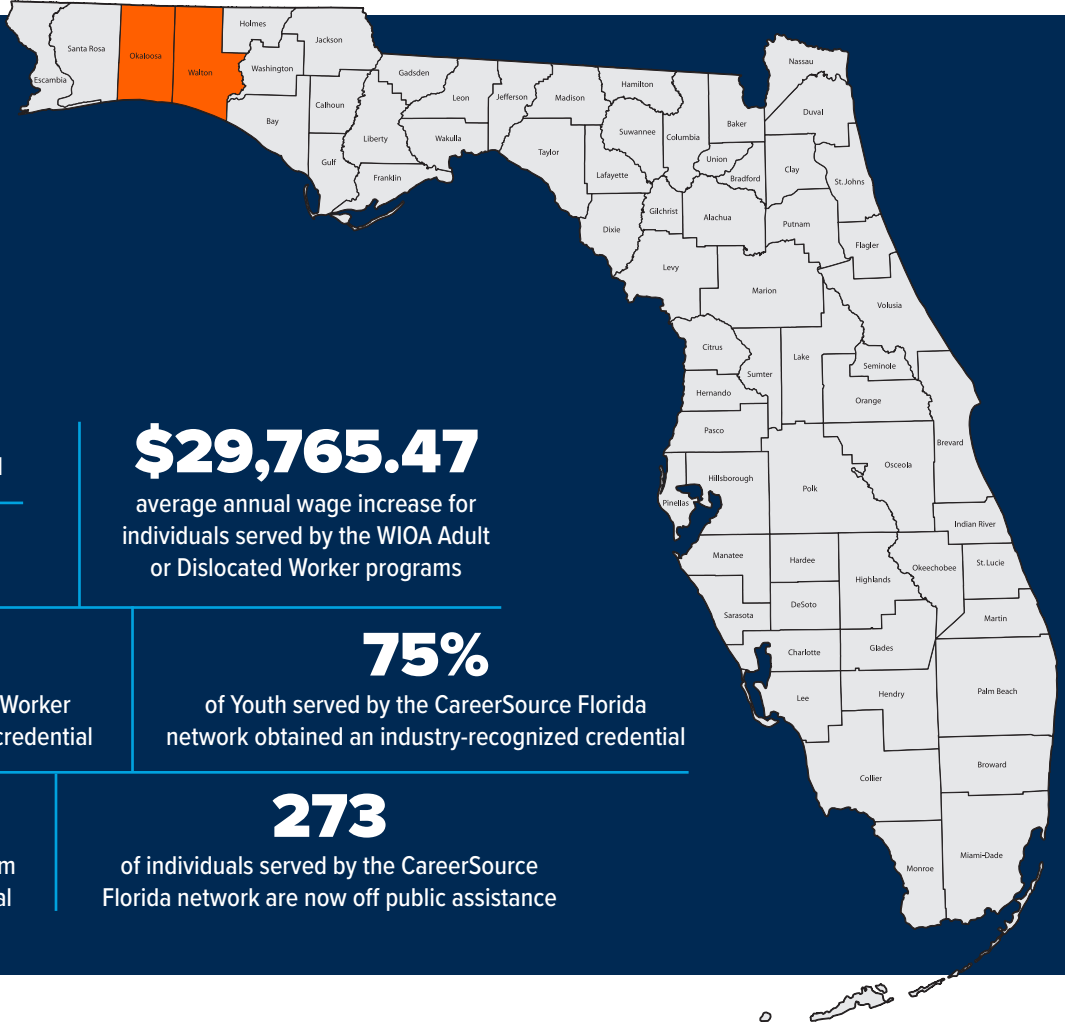 Holmes
Jackson
Santa Rosa
Okaloosa
Walton
Washington
Escambia
Bay
Calhoun
Gulf
Liberty
Franklin
Gadsden
Leon
Wakulla
Jefferson
Madison
Taylor
Hamilton
Suwannee
Lafayette
Dixie
Columbia
Baker
Union
Bradford
Gilchrist
Alachua
Levy
Nassau
Duval
Clay
St. Johns
Putnam
Flagler
Marion
Volusia
Citrus
Sumter
Lake
Seminole
Orange
Hernando
Pasco
Brevard
Osceola
Hillsborough
Pinellas
Polk
Indian River
Manatee
Hardee
Highlands
Okeechobee
St. Lucie
Sarasota
DeSoto
Martin
Charlotte
Glades
Lee
Hendry
Palm Beach
Collier
Broward
Monroe
Miami-Dade
$29,765.47
average annual wage increase for
individuals served by the WIOA Adult
or Dislocated Worker programs
Worker
credential
75%
of Youth served by the CareerSource Florida
network obtained an industry-recognized credential
273
of individuals served by the CareerSource
Florida network are now off public assistance